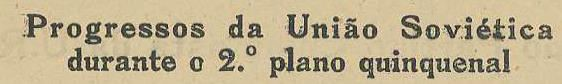 Progressos da União Soviética
durante o 2.º plano quinquenal